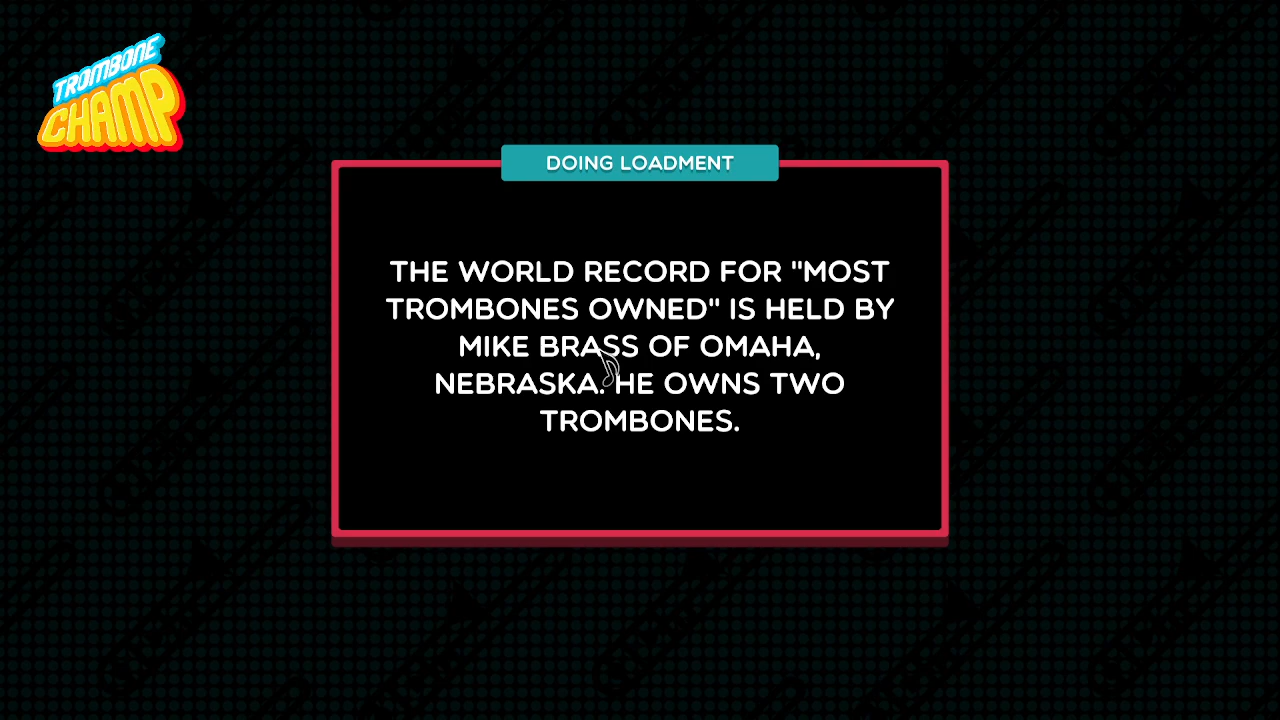 TROMBONE
CHAMP
DOING LOADMENT
THE WORLD RECORD FOR "MOST
TROMBONES OWNED" IS HELD BY
MIKE BRASS OF OMAHA,
NEBRASKA. HE OWNS TWO
TROMBONES.